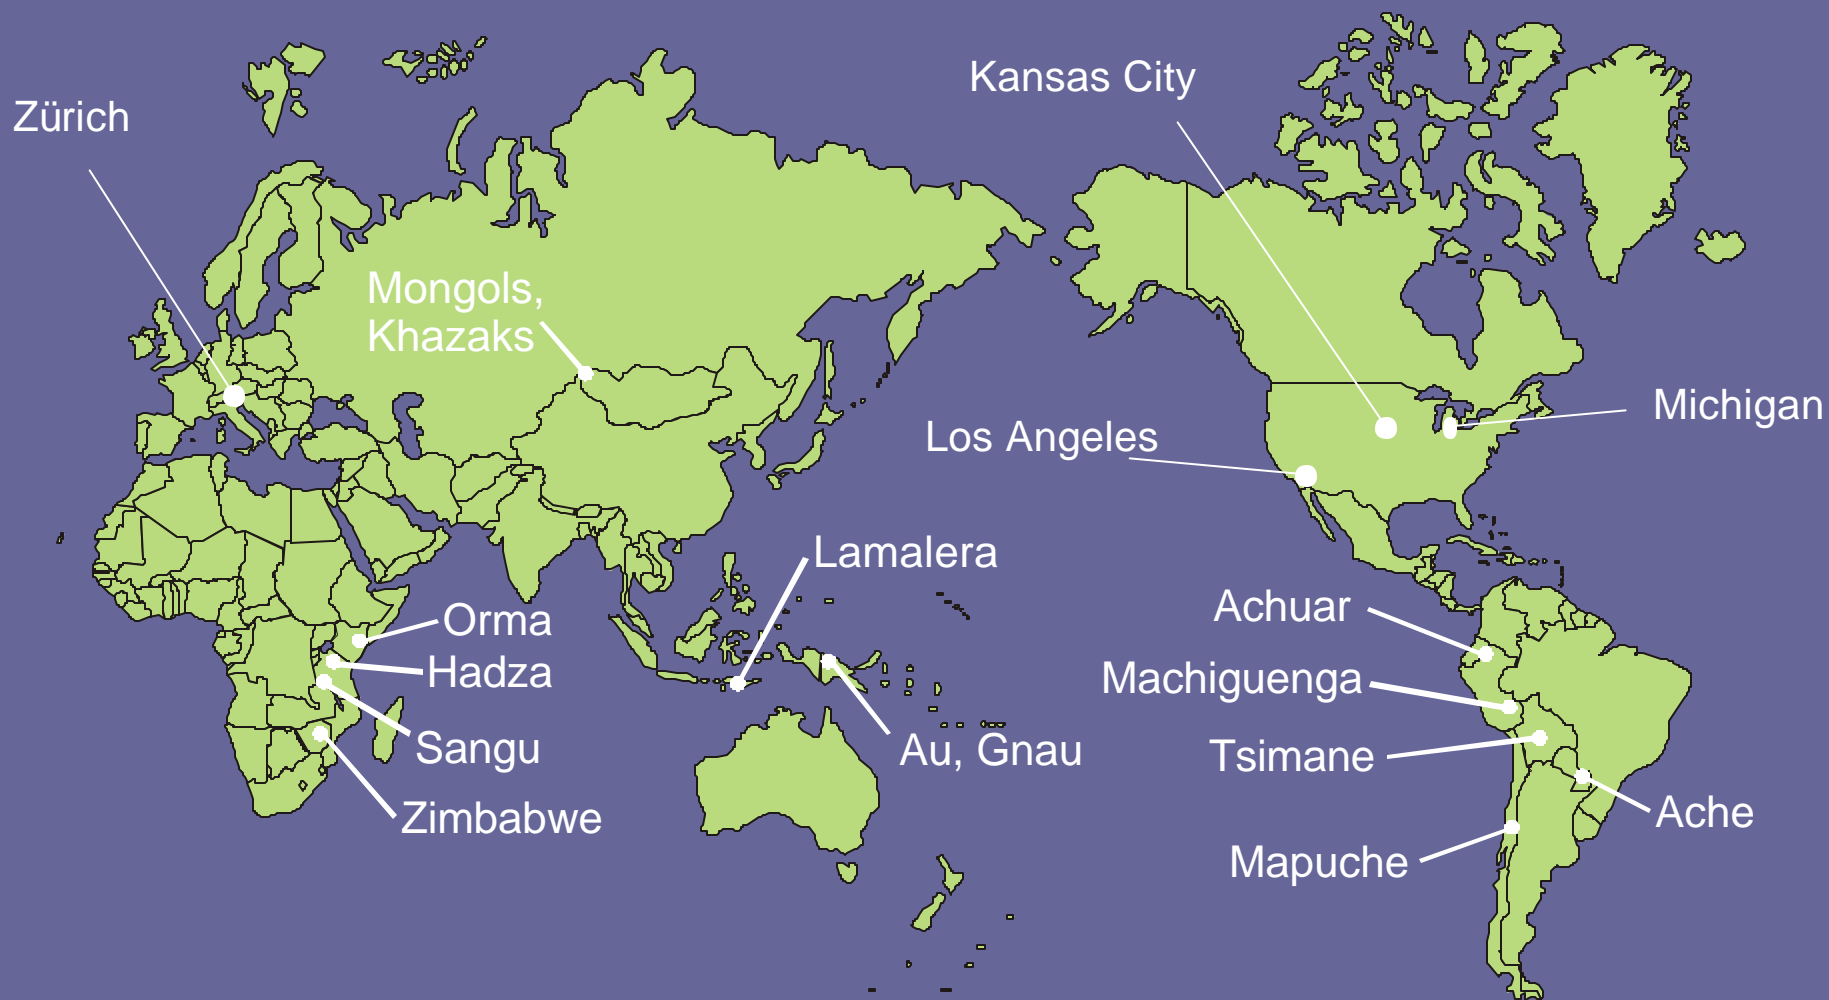 Kansas City
Zürich
Mongols,
Khazaks
Michigan
Los Angeles
Lamalera
Achuar
Orma
Hadza
Machiguenga
Sangu
Au, Gnau
Tsimane
Zimbabwe
Ache
Mapuche